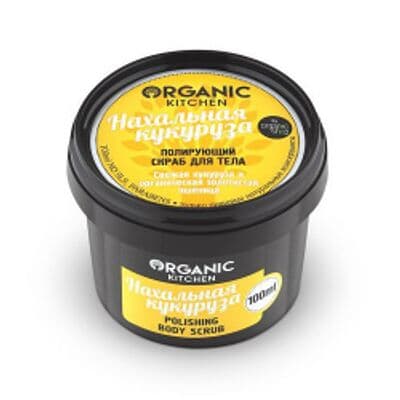 ORGANIC
KITCHEN
Нахальная
кукуруза
ПОЛИРУЮЩИЙ
СКРАБ ДЛЯ ТЕЛА
Свежая кукуруза и
органическая золотистая
пшеница
ORGANIC
KITCHEN
Нахальная
кукуруза
100ml
POLISHING
BODY SCRUB